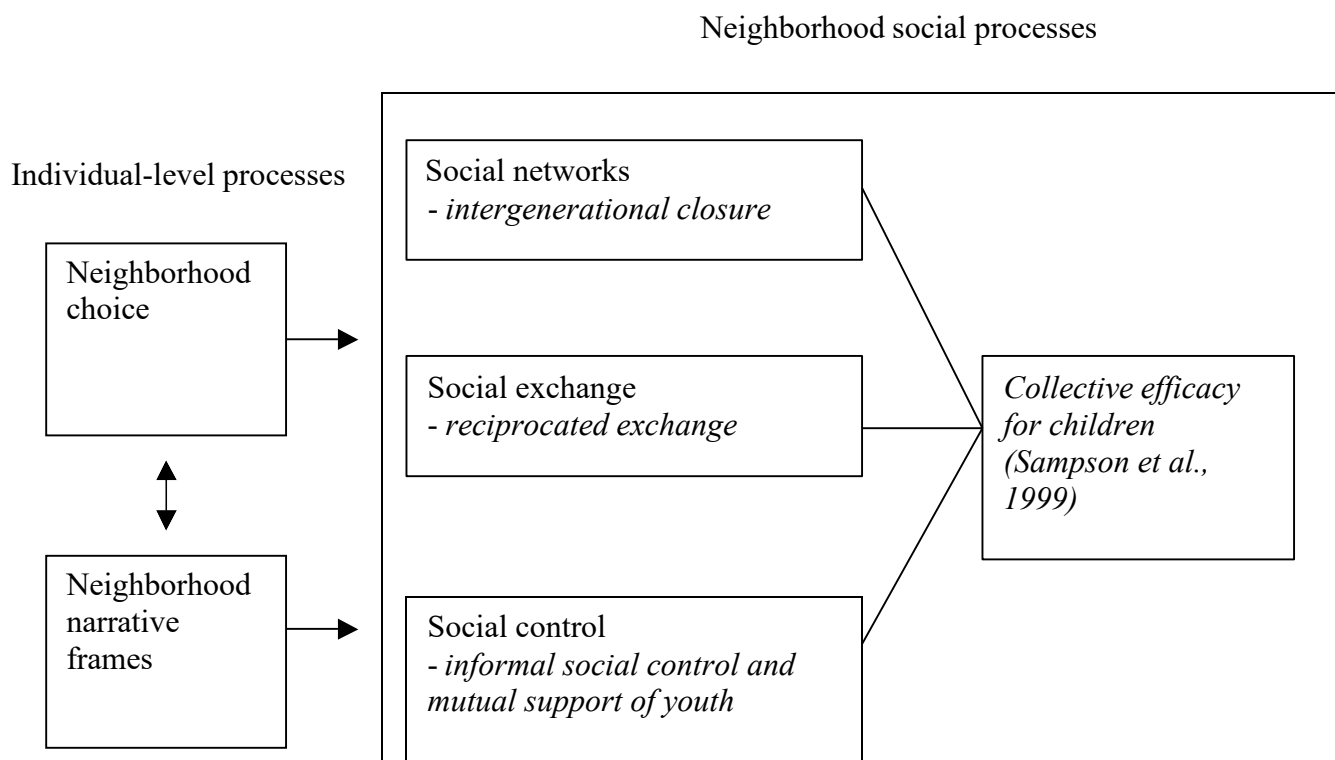 Neighborhood social processes
Individual-level processes
Neighborhood
choice
Neighborhood
narrative
frames
Social networks
- intergenerational closure
Social exchange
- reciprocated exchange
Social control
- informal social control and
mutual support of youth
Collective efficacy
for children
(Sampson et al.,
1999)